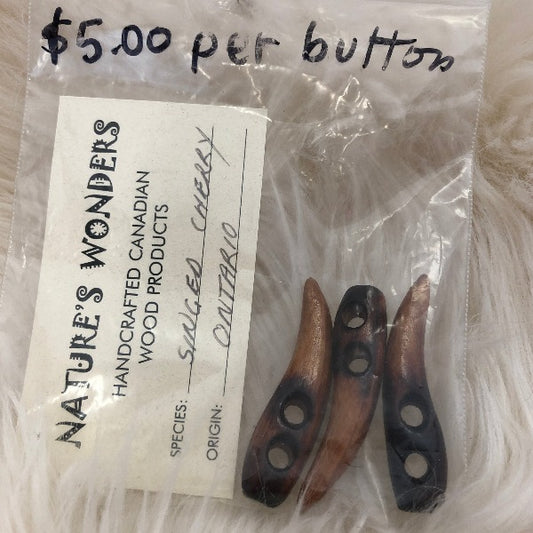 $5.00 per button
NATURE'S WONDERS
HANDCRAFTED CANADIAN
WOOD PRODUCTS
SPECIES: SINGED CHERRY
ORIGIN: ONTARIO